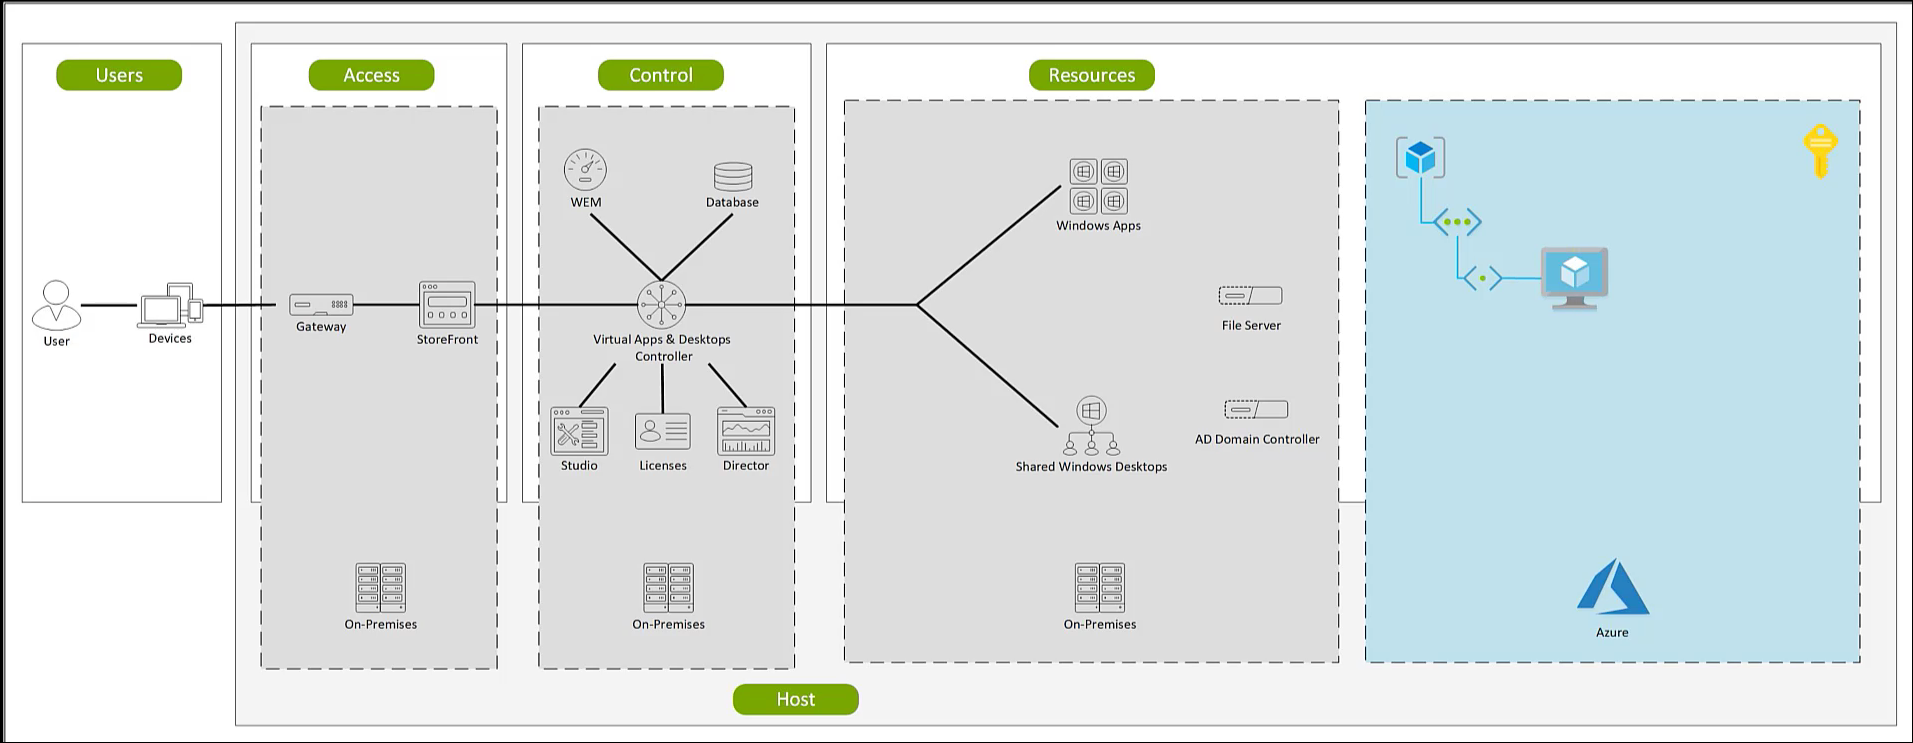 Users
Access
Control
Resources
WEM
Database
Windows Apps
User
Devices
Gateway
StoreFront
Virtual Apps & Desktops
Controller
File Server
Studio
Licenses
Director
Shared Windows Desktops
AD Domain Controller
On-Premises
On-Premises
On-Premises
Azure
Host